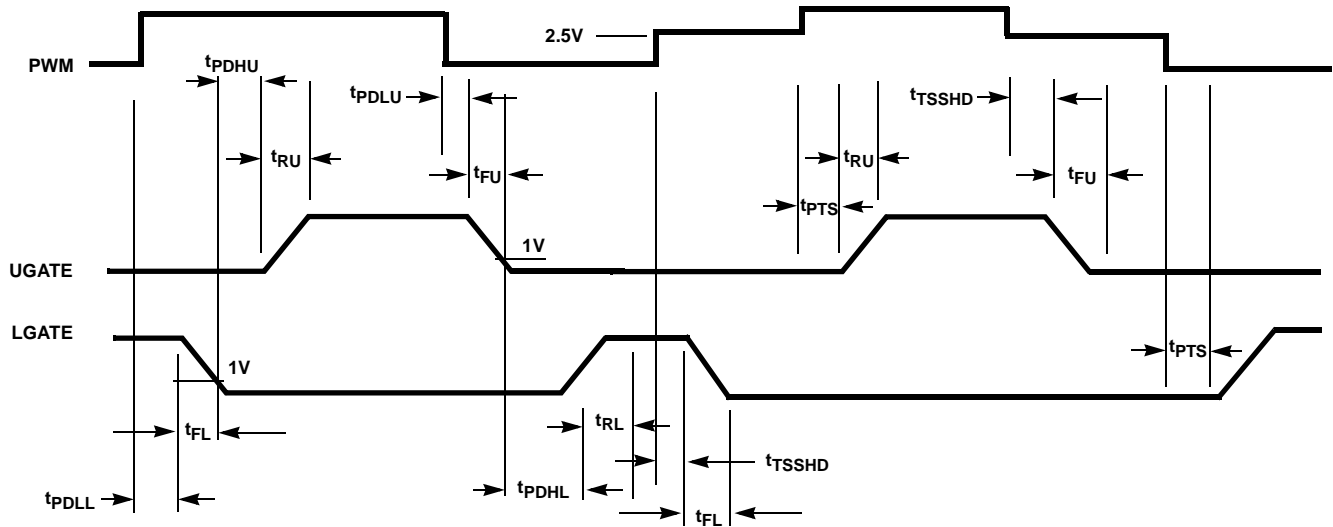 2.5V
PWM
tPDHU
tPDLU
tTSSHD
tRU
tFU
tRU
tFU
tPTS
1V
UGATE
LGATE
1V
tPTS
tFL
tRL
tTSSHD
tPDLL
tPDHL
tFL